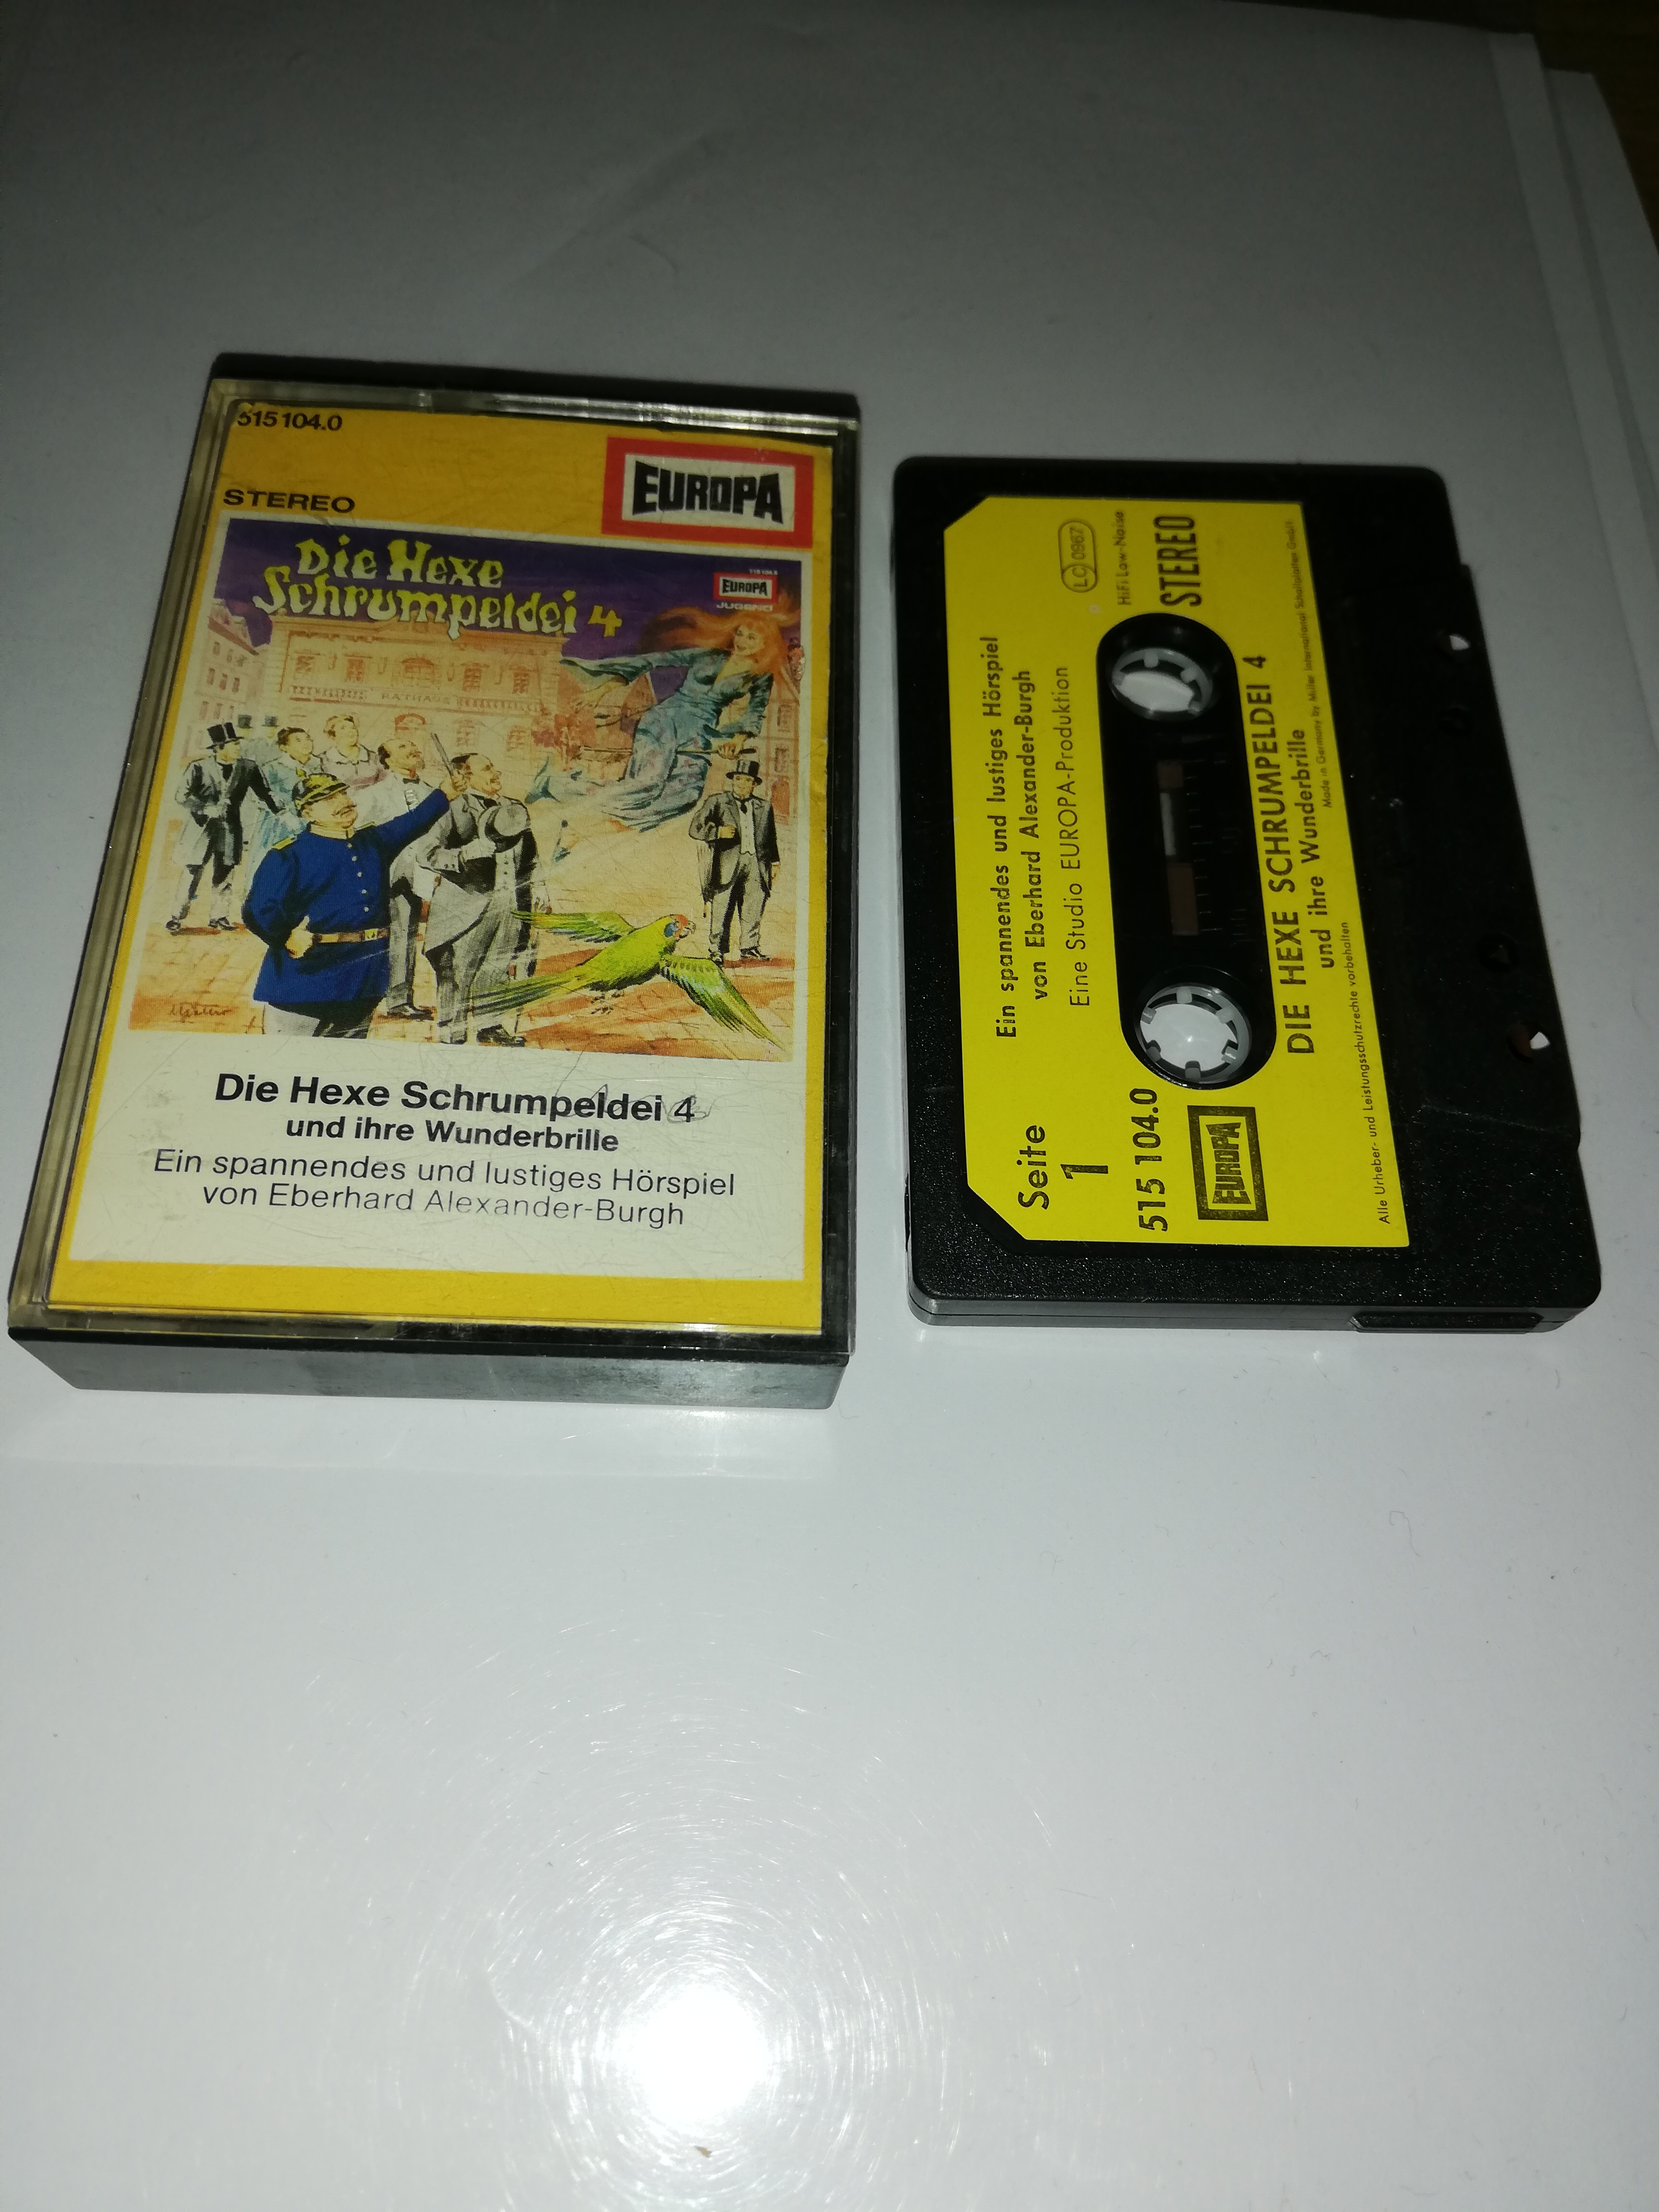 515 104.0
EUROPA
STEREO
Die Hexe
Schrumpeldei 4
EUROPA
JUGEND
RATHAUS
Die Hexe Schrumpeldei 4
und ihre Wunderbrille
Ein spannendes und lustiges Hörspiel
von Eberhard Alexander-Burgh
Ein spannendes und lustiges Hörspiel
von Eberhard Alexander-Burgh
Eine Studio EUROPA-Produktion
LC 0967
HiFi Low-Noise
STEREO
Seite
1
515 104.0
EUROPA
DIE HEXE SCHRUMPELDEI 4
und ihre Wunderbrille
Made in Germany by Miller International Schallplatten GmbH
Alle Urheber- und Leistungsschutzrechte vorbehalten